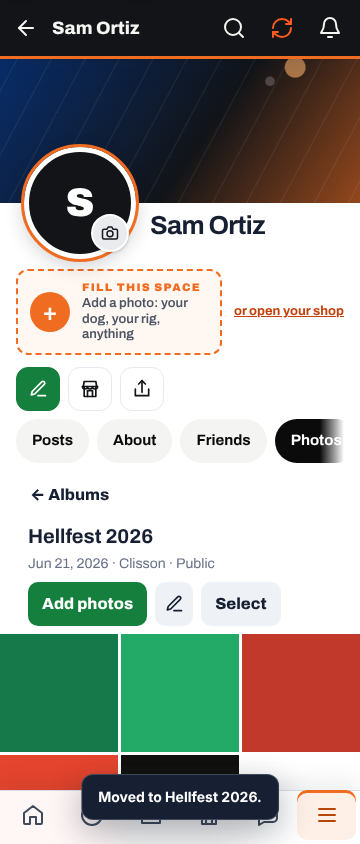 Sam Ortiz
S
Sam Ortiz
FILL THIS SPACE
Add a photo: your
dog, your rig,
anything
or open your shop
Posts
About
Friends
Photos
Albums
Hellfest 2026
Jun 21, 2026 · Clisson · Public
Add photos
Select
Moved to Hellfest 2026.